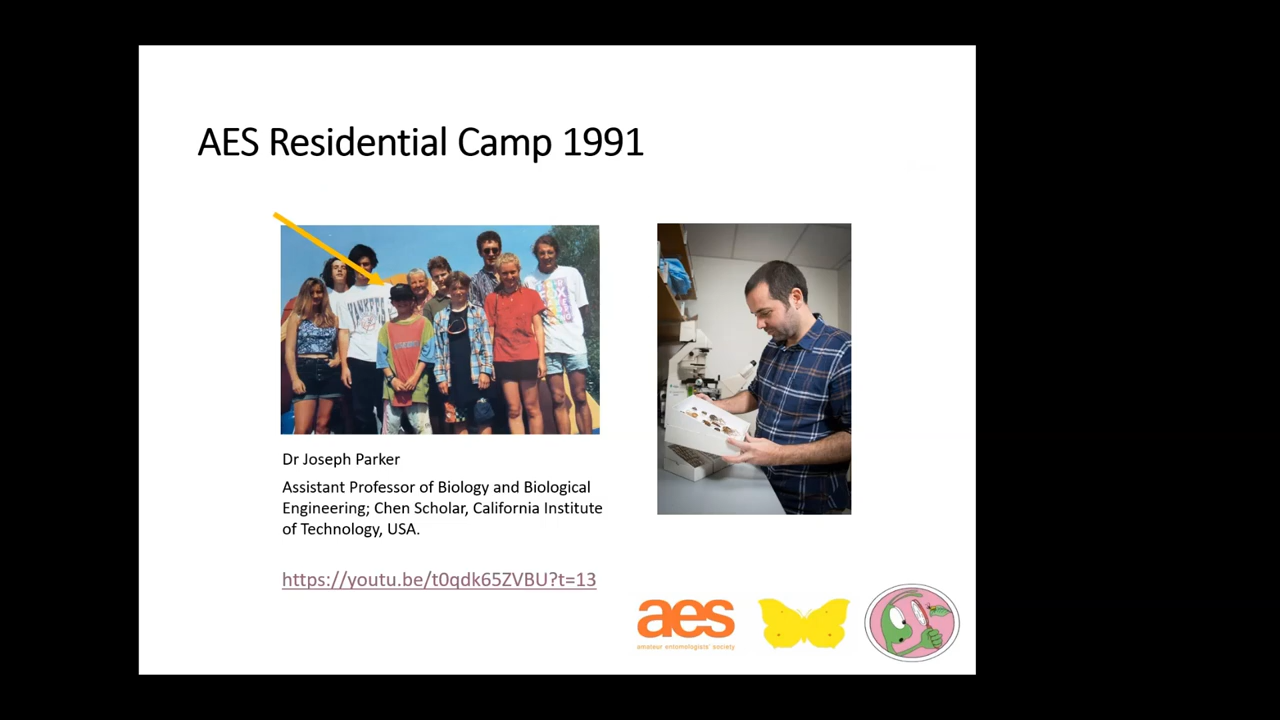 AES Residential Camp 1991
YANKEES
Dr Joseph Parker
Assistant Professor of Biology and Biological
Engineering; Chen Scholar, California Institute
of Technology, USA.
https://youtu.be/t0qdk65ZVBU?t=13
aes
amateur entomologists' society